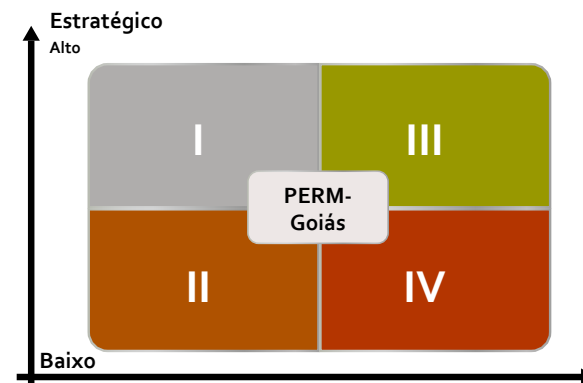 Estratégico
Alto
I
III
PERM-
Goiás
II
IV
Baixo